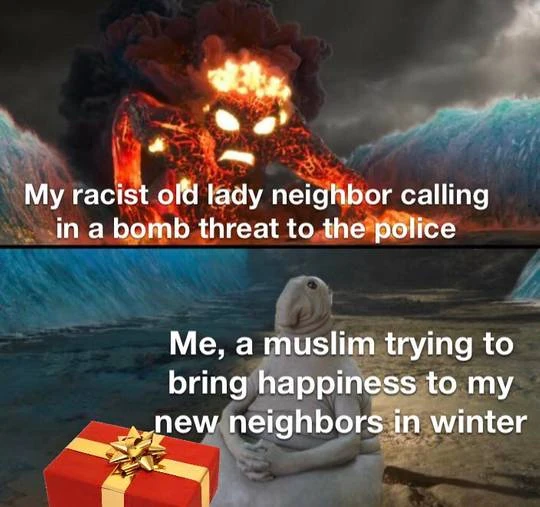 My racist old lady neighbor calling
in a bomb threat to the police
Me, a muslim trying to
bring happiness to my
new neighbors in winter